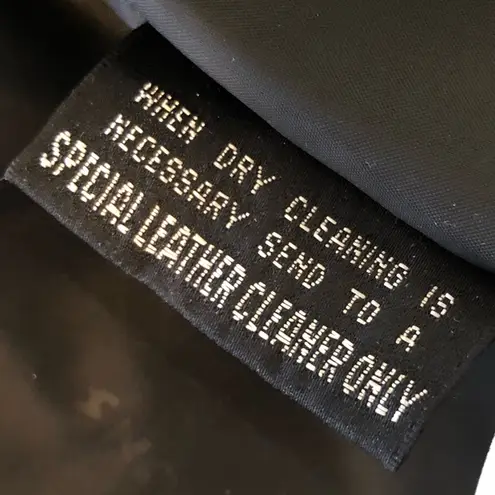 WHEN DRY CLEANING IS
NECESSARY SEND TO A
SPECIAL LEATHER CLEANER ONLY